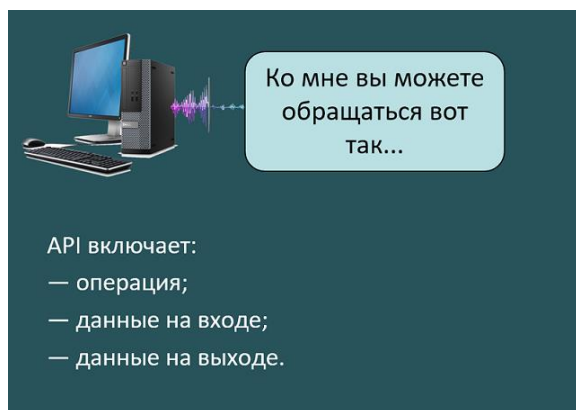 Ко мне вы можете
обращаться вот
так...
API включает:
— операция;
— данные на входе;
— данные на выходе.